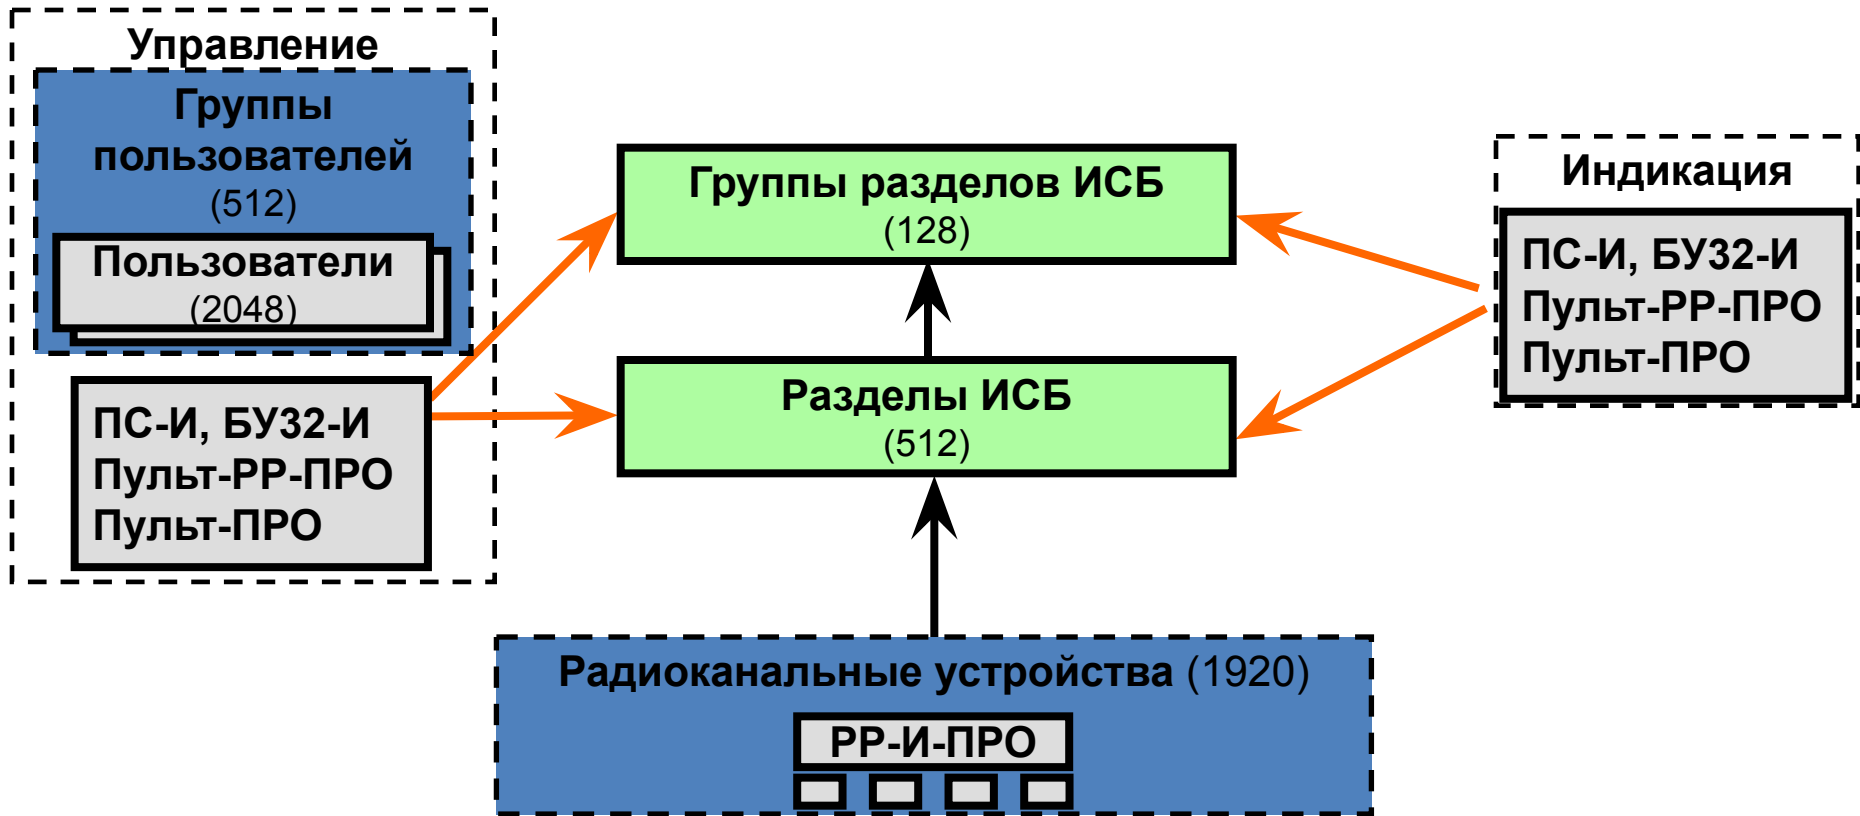 Управление
Группы
пользователей
(512)
Пользователи
(2048)
ПС-И, БУ32-И
Пульт-РР-ПРО
Пульт-ПРО
Группы разделов ИСБ
(128)
Разделы ИСБ
(512)
Индикация
ПС-И, БУ32-И
Пульт-РР-ПРО
Пульт-ПРО
Радиоканальные устройства (1920)
РР-И-ПРО